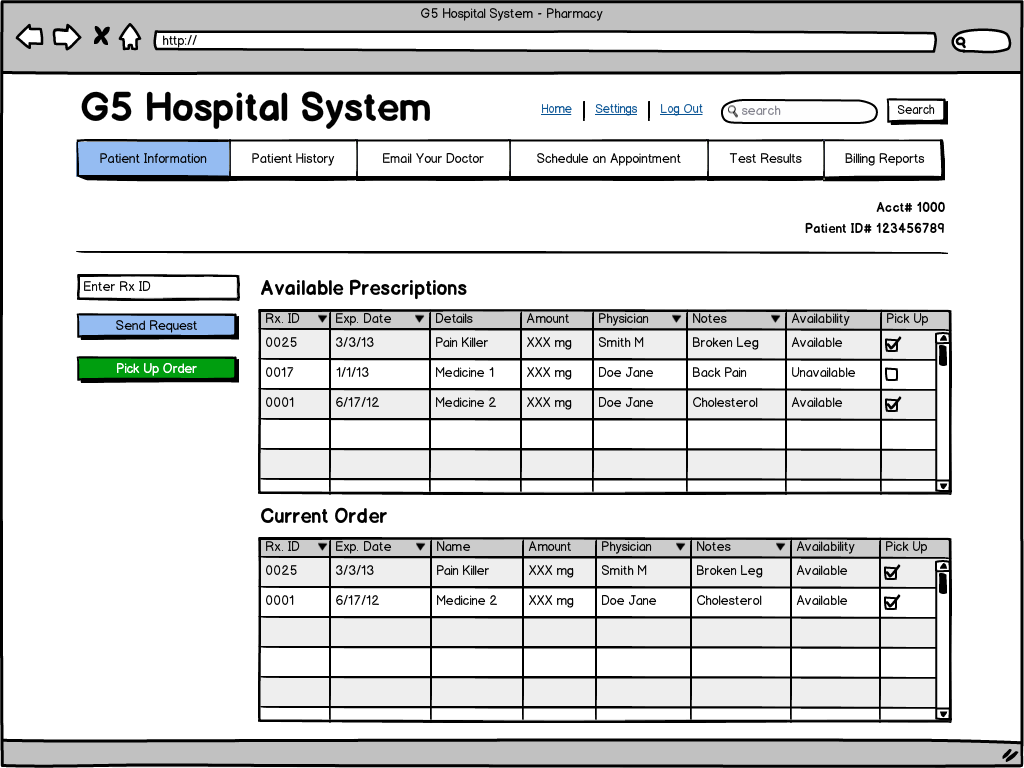 G5 Hospital System - Pharmacy
http://
G5 Hospital System
Home Settings Log Out search Search
Patient Information Patient History Email Your Doctor Schedule an Appointment Test Results Billing Reports
Acct# 1000
Patient ID# 123456789
Enter Rx ID
Send Request
Pick Up Order
Available Prescriptions
Rx. ID Exp. Date Details Amount Physician Notes Availability Pick Up
0025 3/3/13 Pain Killer XXX mg Smith M Broken Leg Available
0017 1/1/13 Medicine 1 XXX mg Doe Jane Back Pain Unavailable
0001 6/17/12 Medicine 2 XXX mg Doe Jane Cholesterol Available
Current Order
Rx. ID Exp. Date Name Amount Physician Notes Availability Pick Up
0025 3/3/13 Pain Killer XXX mg Smith M Broken Leg Available
0001 6/17/12 Medicine 2 XXX mg Doe Jane Cholesterol Available